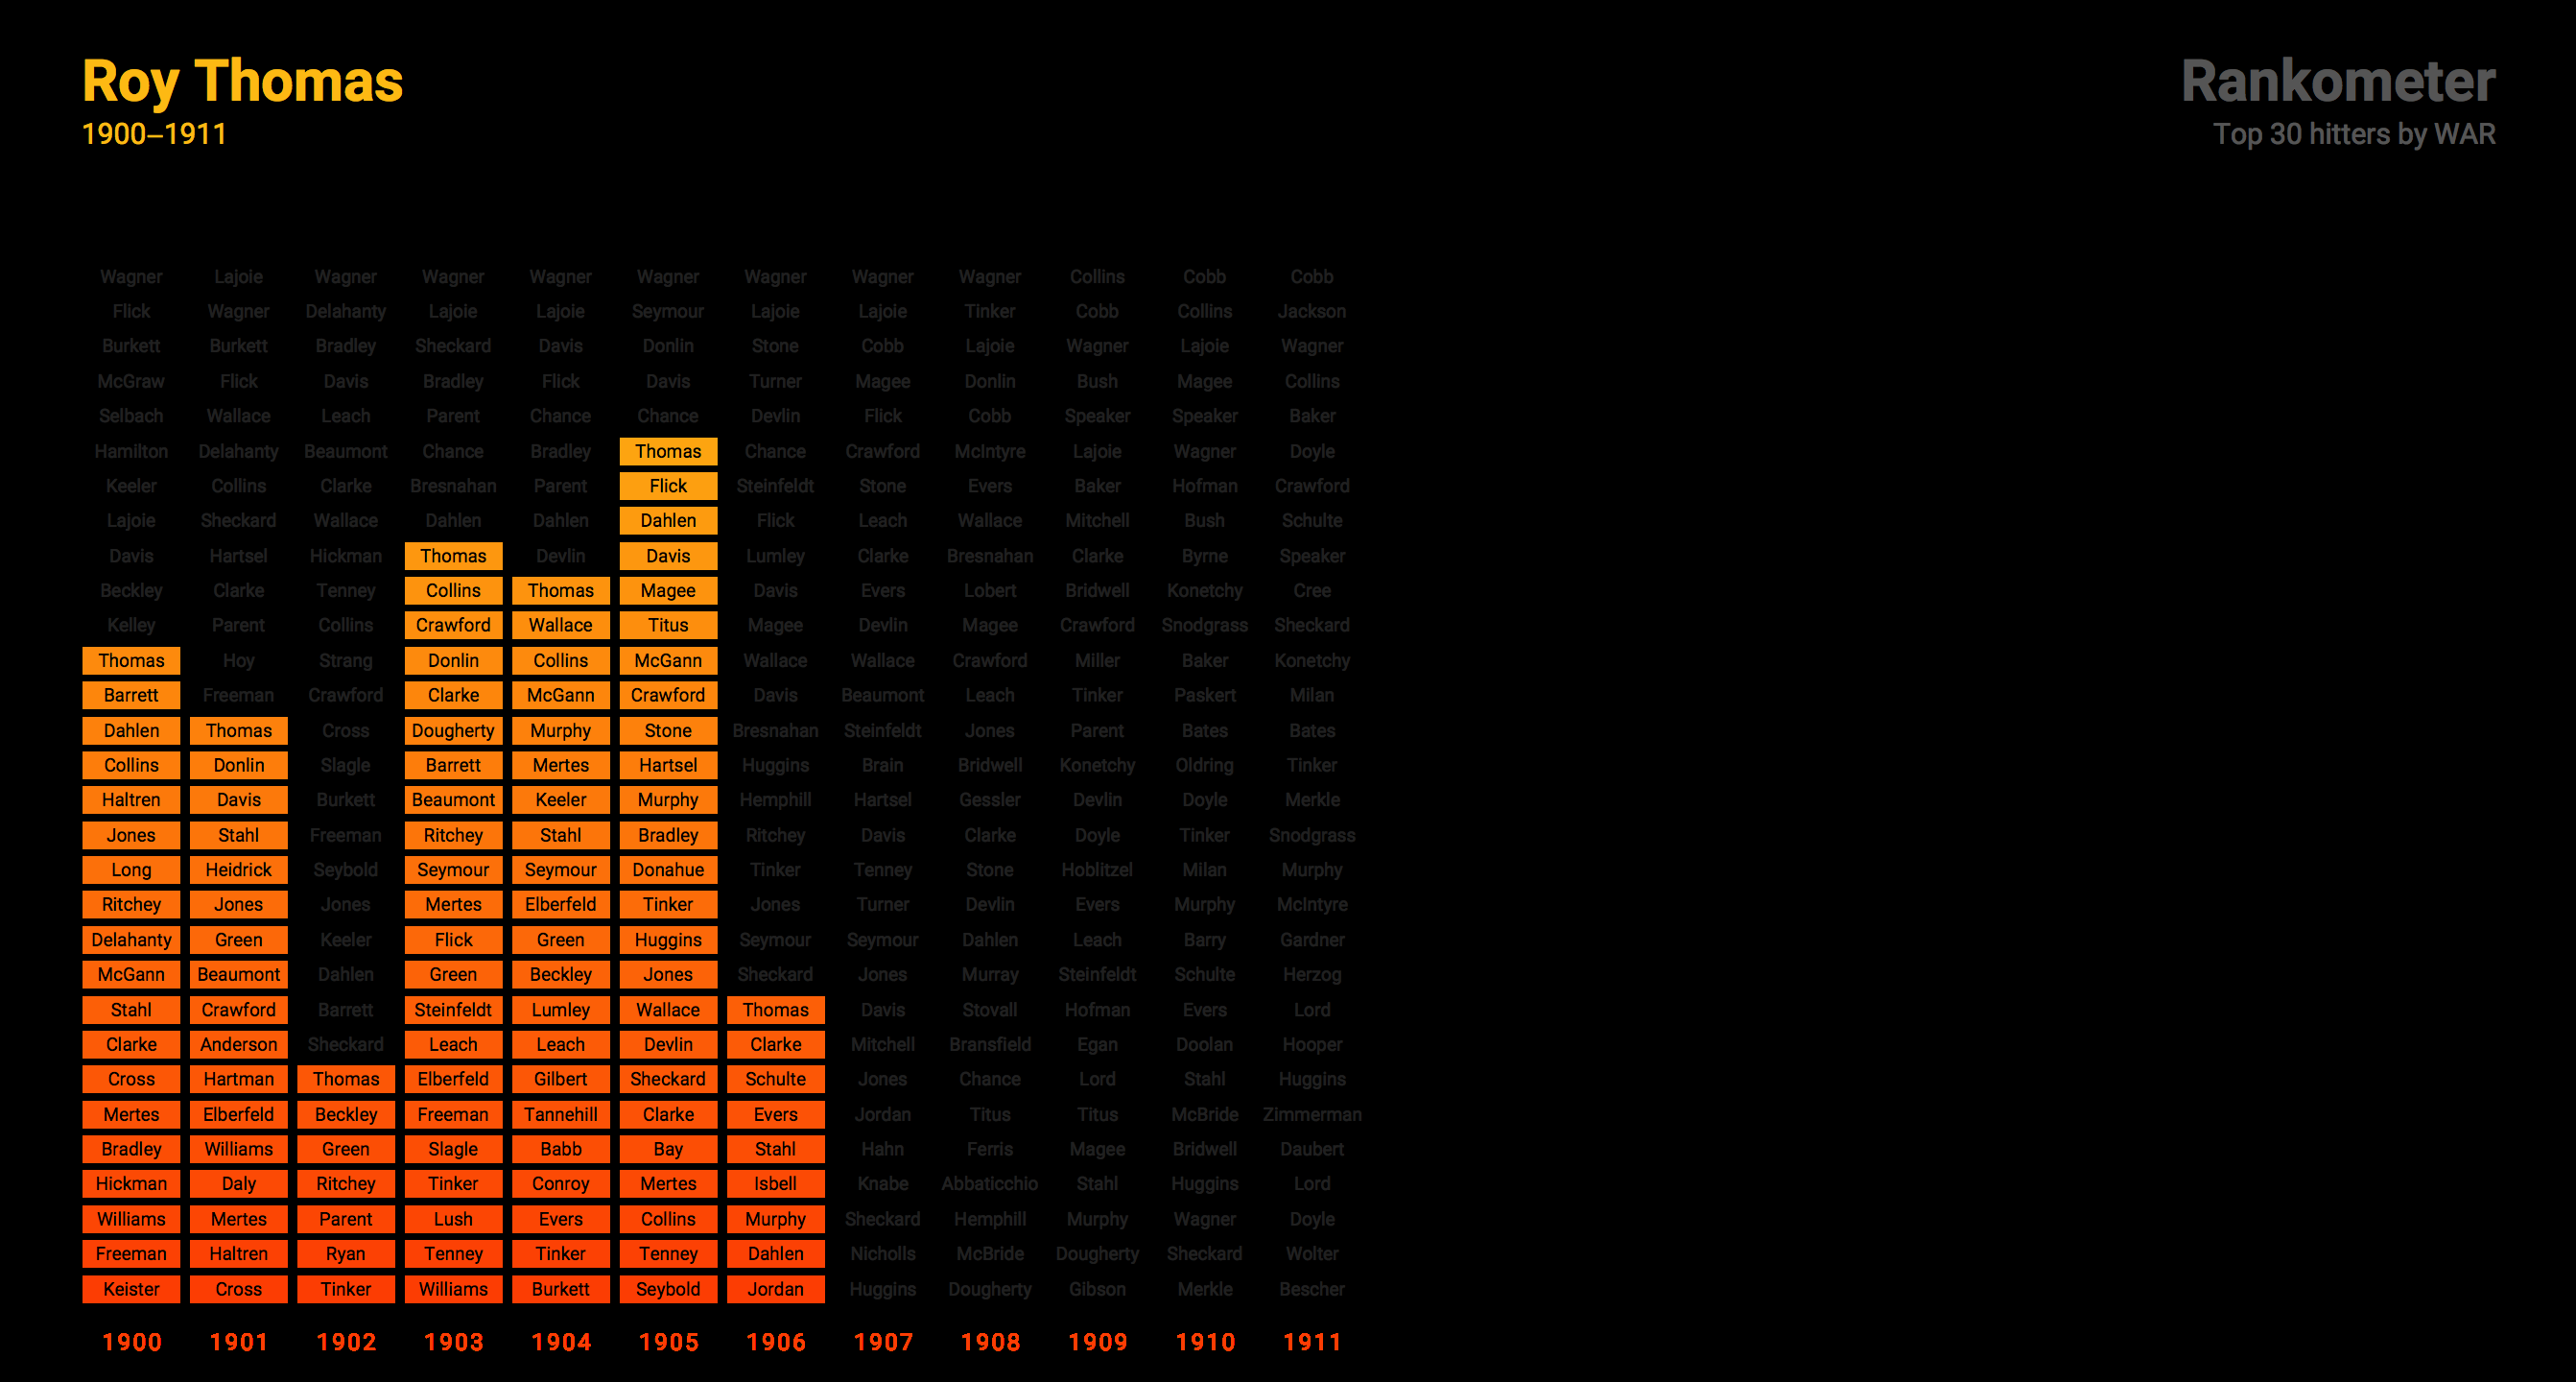 Roy Thomas
1900–1911
Rankometer
Top 30 hitters by WAR
Wagner Lajoie Wagner Wagner Wagner Wagner Wagner Wagner Wagner Collins Cobb Cobb
Flick Wagner Delahanty Lajoie Lajoie Seymour Lajoie Lajoie Tinker Cobb Collins Jackson
Burkett Burkett Bradley Sheckard Davis Donlin Stone Cobb Lajoie Wagner Lajoie Wagner
McGraw Flick Davis Bradley Flick Davis Turner Magee Donlin Bush Magee Collins
Selbach Wallace Leach Parent Chance Chance Devlin Flick Cobb Speaker Speaker Baker
Hamilton Delahanty Beaumont Chance Bradley Thomas Chance Crawford McIntyre Lajoie Wagner Doyle
Keeler Collins Clarke Bresnahan Parent Flick Steinfeldt Stone Evers Baker Hofman Crawford
Lajoie Sheckard Wallace Dahlen Dahlen Dahlen Flick Leach Wallace Mitchell Bush Schulte
Davis Hartsel Hickman Thomas Devlin Davis Lumley Clarke Bresnahan Clarke Byrne Speaker
Beckley Clarke Tenney Collins Thomas Magee Davis Evers Lobert Bridwell Konetchy Cree
Kelley Parent Collins Crawford Wallace Titus Magee Devlin Magee Crawford Snodgrass Sheckard
Thomas Hoy Strang Donlin Collins McGann Wallace Wallace Crawford Miller Baker Konetchy
Barrett Freeman Crawford Clarke McGann Crawford Davis Beaumont Leach Tinker Paskert Milan
Dahlen Thomas Cross Dougherty Murphy Stone Bresnahan Steinfeldt Jones Parent Bates Bates
Collins Donlin Slagle Barrett Mertes Hartsel Huggins Brain Bridwell Konetchy Oldring Tinker
Haltren Davis Burkett Beaumont Keeler Murphy Hemphill Hartsel Gessler Devlin Doyle Merkle
Jones Stahl Freeman Ritchey Stahl Bradley Ritchey Davis Clarke Doyle Tinker Snodgrass
Long Heidrick Seybold Seymour Seymour Donahue Tinker Tenney Stone Hoblitzel Milan Murphy
Ritchey Jones Jones Mertes Elberfeld Tinker Jones Turner Devlin Evers Murphy McIntyre
Delahanty Green Keeler Flick Green Huggins Seymour Seymour Dahlen Leach Barry Gardner
McGann Beaumont Dahlen Green Beckley Jones Sheckard Jones Murray Steinfeldt Schulte Herzog
Stahl Crawford Barrett Steinfeldt Lumley Wallace Thomas Davis Stovall Hofman Evers Lord
Clarke Anderson Sheckard Leach Leach Devlin Clarke Mitchell Bransfield Egan Doolan Hooper
Cross Hartman Thomas Elberfeld Gilbert Sheckard Schulte Jones Chance Lord Stahl Huggins
Mertes Elberfeld Beckley Freeman Tannehill Clarke Evers Jordan Titus Titus McBride Zimmerman
Bradley Williams Green Slagle Babb Bay Stahl Hahn Ferris Magee Bridwell Daubert
Hickman Daly Ritchey Tinker Conroy Mertes Isbell Knabe Abbaticchio Stahl Huggins Lord
Williams Mertes Parent Lush Evers Collins Murphy Sheckard Hemphill Murphy Wagner Doyle
Freeman Haltren Ryan Tenney Tinker Tenney Dahlen Nicholls McBride Dougherty Sheckard Wolter
Keister Cross Tinker Williams Burkett Seybold Jordan Huggins Dougherty Gibson Merkle Bescher
1900 1901 1902 1903 1904 1905 1906 1907 1908 1909 1910 1911